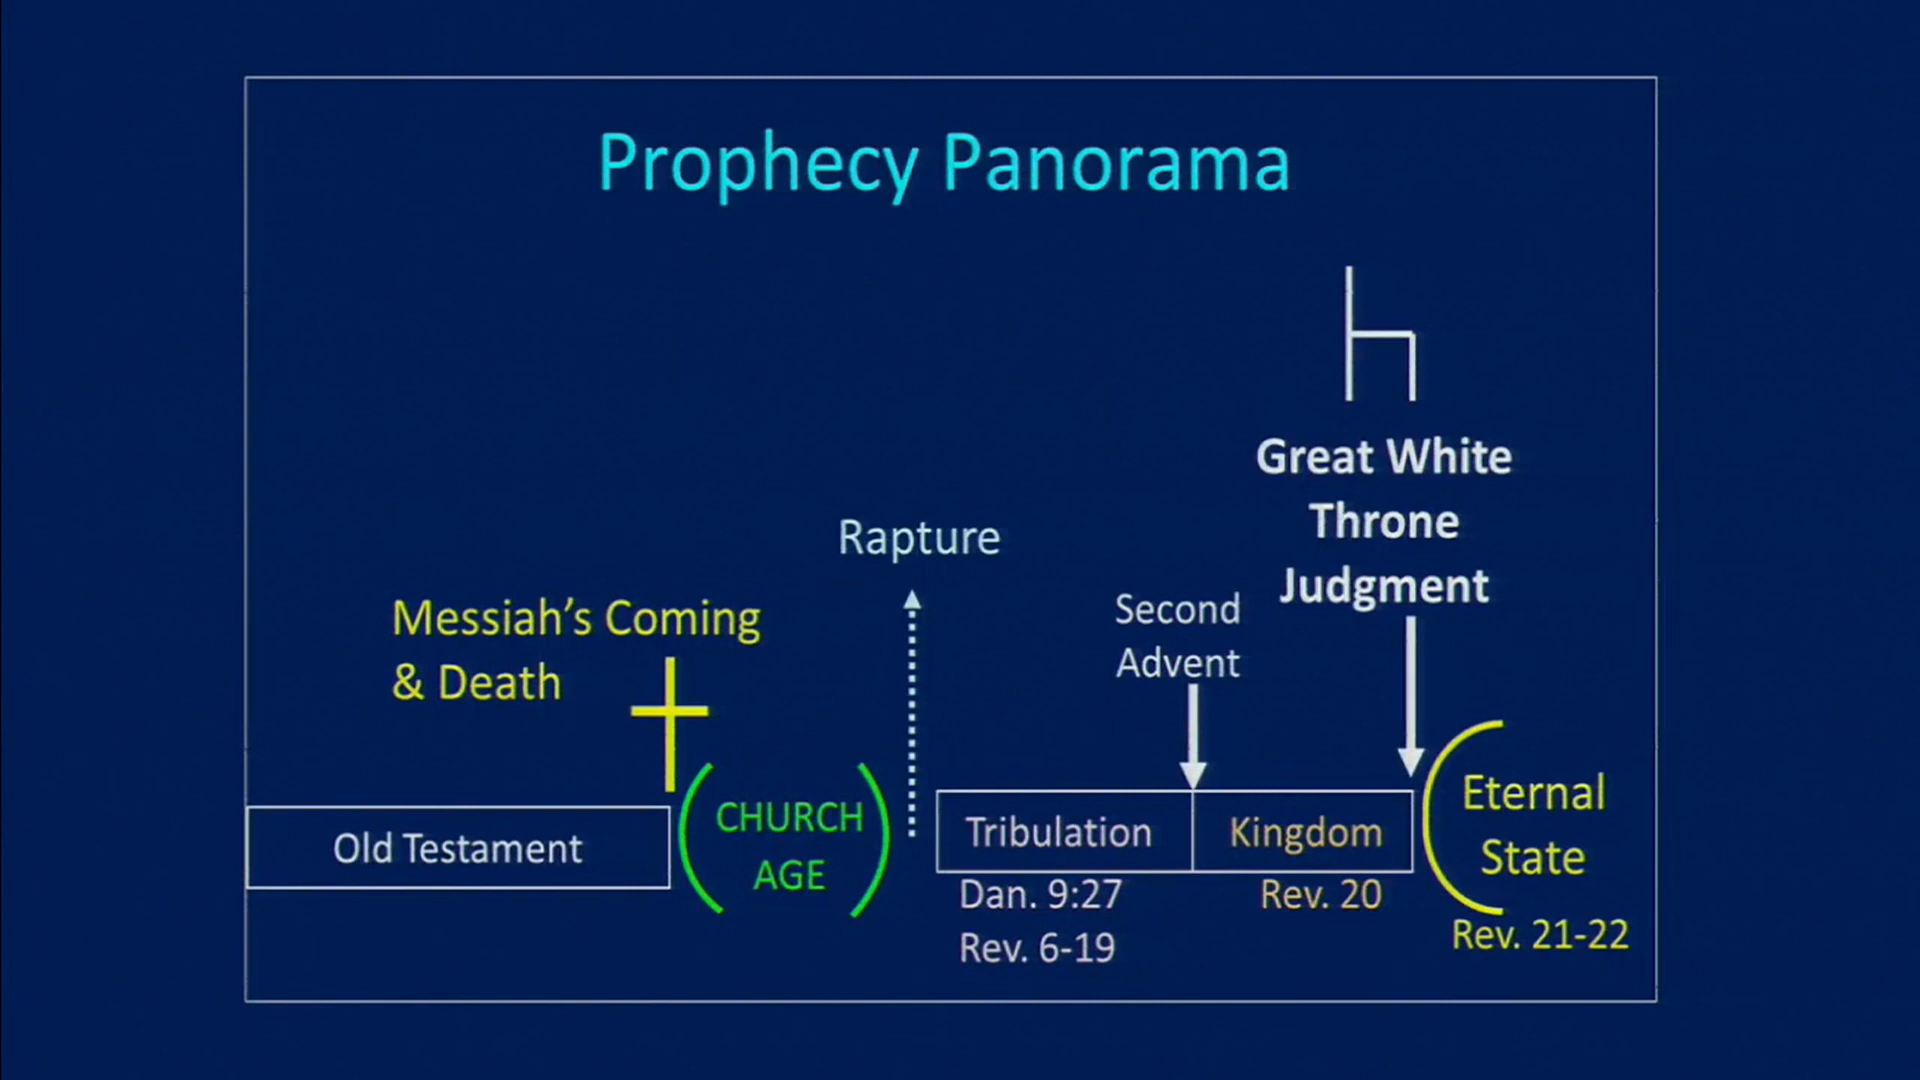 Prophecy Panorama
Great White
Throne
Judgment
Rapture
Second
Advent
Messiah’s Coming
& Death
Old Testament
CHURCH
AGE
Tribulation
Kingdom
Eternal
State
Dan. 9:27
Rev. 6-19
Rev. 20
Rev. 21-22